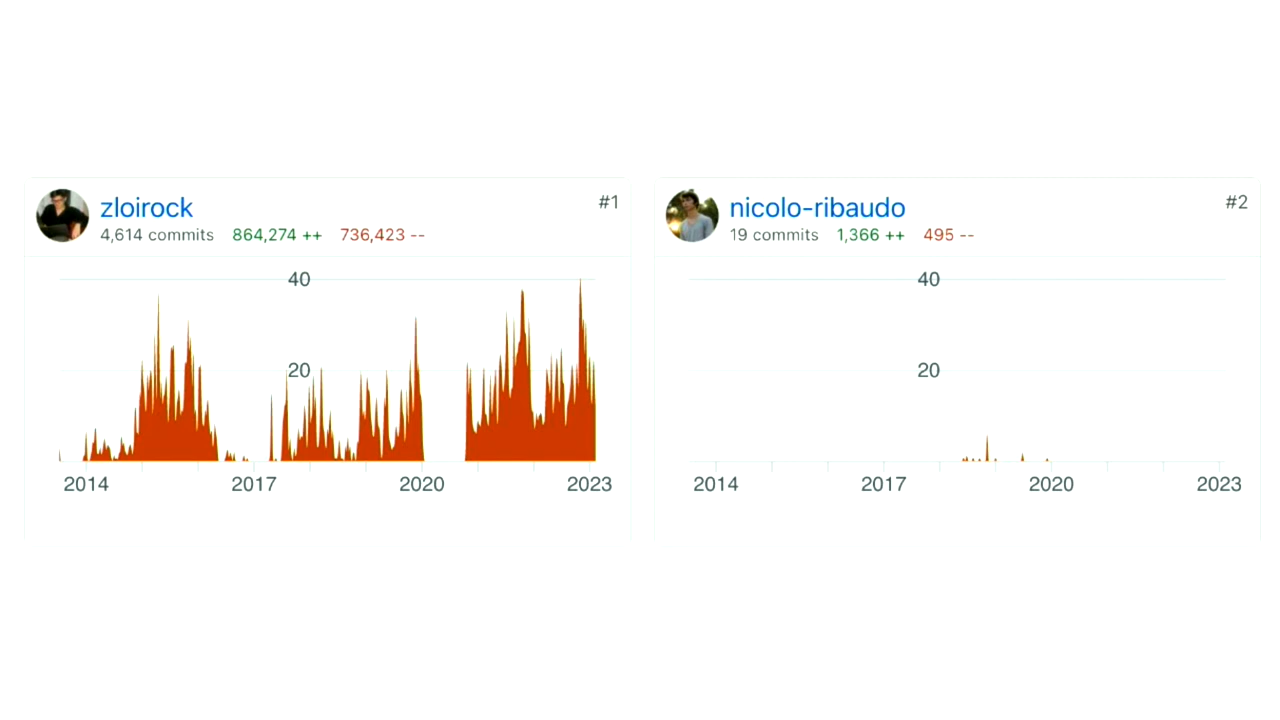 zloirock
#1
4,614 commits 864,274 ++ 736,423 --
40
20
2014 2017 2020 2023
nicolo-ribaudo
#2
19 commits 1,366 ++ 495 --
40
20
2014 2017 2020 2023